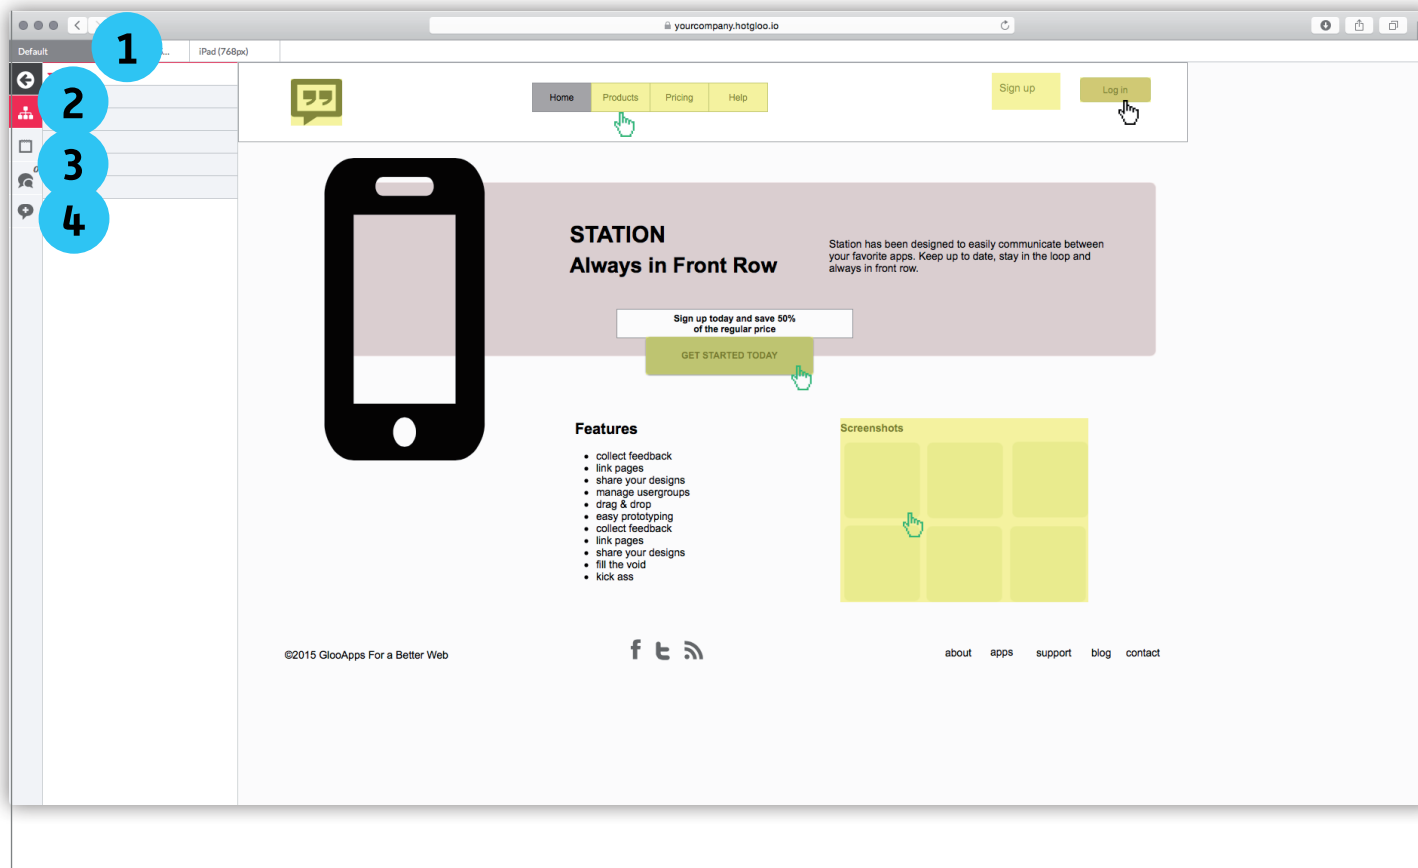 yourcompany.hotgloo.io
Default
iPad (768px)
1
2
3
4
Home Products Pricing Help
Sign up
Log in
STATION
Always in Front Row
Station has been designed to easily communicate between
your favorite apps. Keep up to date, stay in the loop and
always in front row.
Sign up today and save 50%
of the regular price
GET STARTED TODAY
Features
collect feedback
link pages
share your designs
manage usergroups
drag & drop
easy prototyping
collect feedback
link pages
share your designs
fill the void
kick ass
Screenshots
©2015 GlooApps For a Better Web
about apps support blog contact